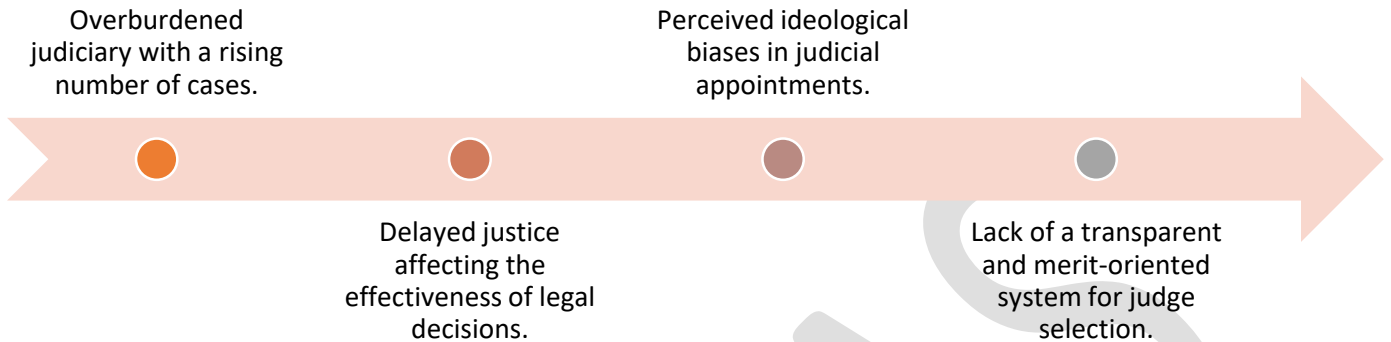 Overburdened
judiciary with a rising
number of cases.
Delayed justice
affecting the
effectiveness of legal
decisions.
Perceived ideological
biases in judicial
appointments.
Lack of a transparent
and merit-oriented
system for judge
selection.